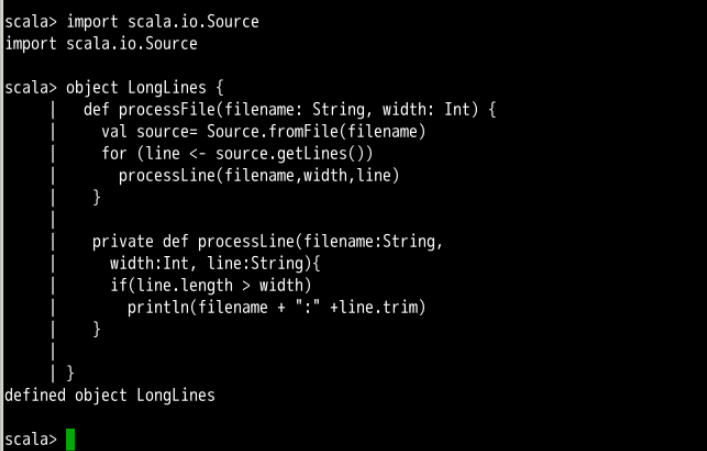 scala> import scala.io.Source
import scala.io.Source
scala> object LongLines {
| def processFile(filename: String, width: Int) {
| val source= Source.fromFile(filename)
| for (line <- source.getLines())
| processLine(filename,width,line)
| }
|
| private def processLine(filename:String,
| width:Int, line:String){
| if(line.length > width)
| println(filename + ":" +line.trim)
| }
|
| }
defined object LongLines
scala>